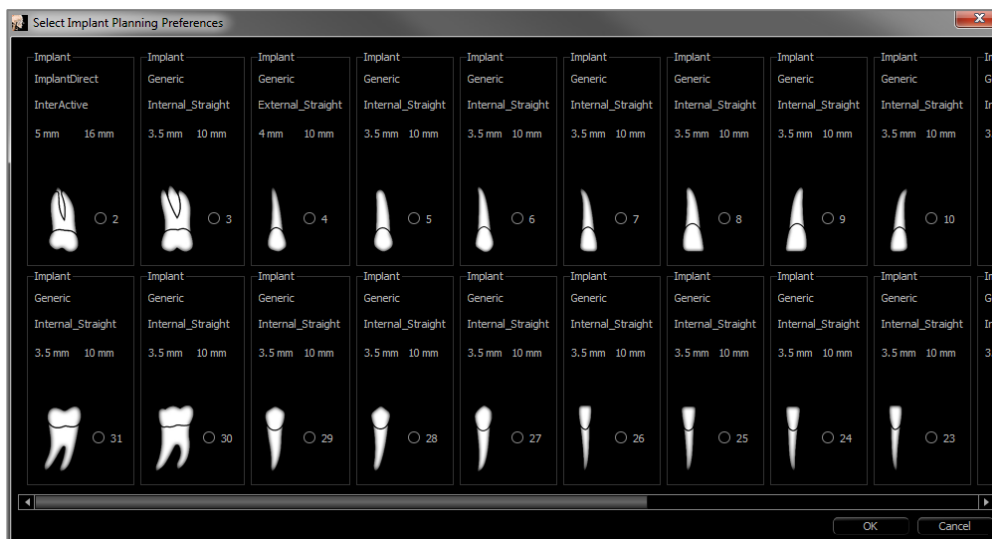 Select Implant Planning Preferences
Implant Implant Implant Implant Implant Implant Implant Implant Implant
ImplantDirect Generic Generic Generic Generic Generic Generic Generic Generic
InterActive Internal_Straight External_Straight Internal_Straight Internal_Straight Internal_Straight Internal_Straight Internal_Straight Internal_Straight
5 mm 16 mm 3.5 mm 10 mm 4 mm 10 mm 3.5 mm 10 mm 3.5 mm 10 mm 3.5 mm 10 mm 3.5 mm 10 mm 3.5 mm 10 mm 3.5 mm 10 mm
2 3 4 5 6 7 8 9 10
Implant Implant Implant Implant Implant Implant Implant Implant Implant
Generic Generic Generic Generic Generic Generic Generic Generic Generic
Internal_Straight Internal_Straight Internal_Straight Internal_Straight Internal_Straight Internal_Straight Internal_Straight Internal_Straight Internal_Straight
3.5 mm 10 mm 3.5 mm 10 mm 3.5 mm 10 mm 3.5 mm 10 mm 3.5 mm 10 mm 3.5 mm 10 mm 3.5 mm 10 mm 3.5 mm 10 mm 3.5 mm 10 mm
31 30 29 28 27 26 25 24 23
OK Cancel